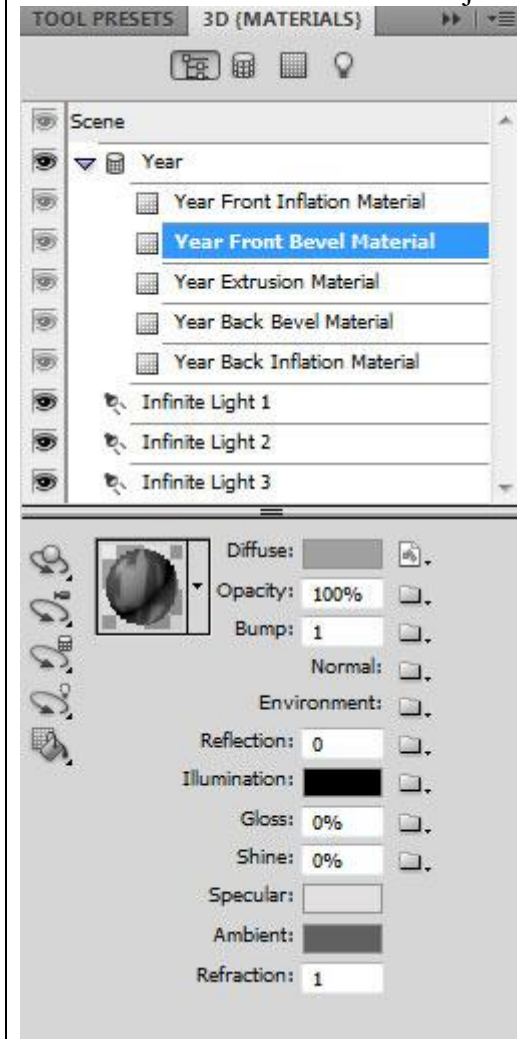 TOOL PRESETS 3D {MATERIALS}
Scene
Year
Year Front Inflation Material
Year Front Bevel Material
Year Extrusion Material
Year Back Bevel Material
Year Back Inflation Material
Infinite Light 1
Infinite Light 2
Infinite Light 3
Diffuse:
Opacity: 100%
Bump: 1
Normal:
Environment:
Reflection: 0
Illumination:
Gloss: 0%
Shine: 0%
Specular:
Ambient:
Refraction: 1